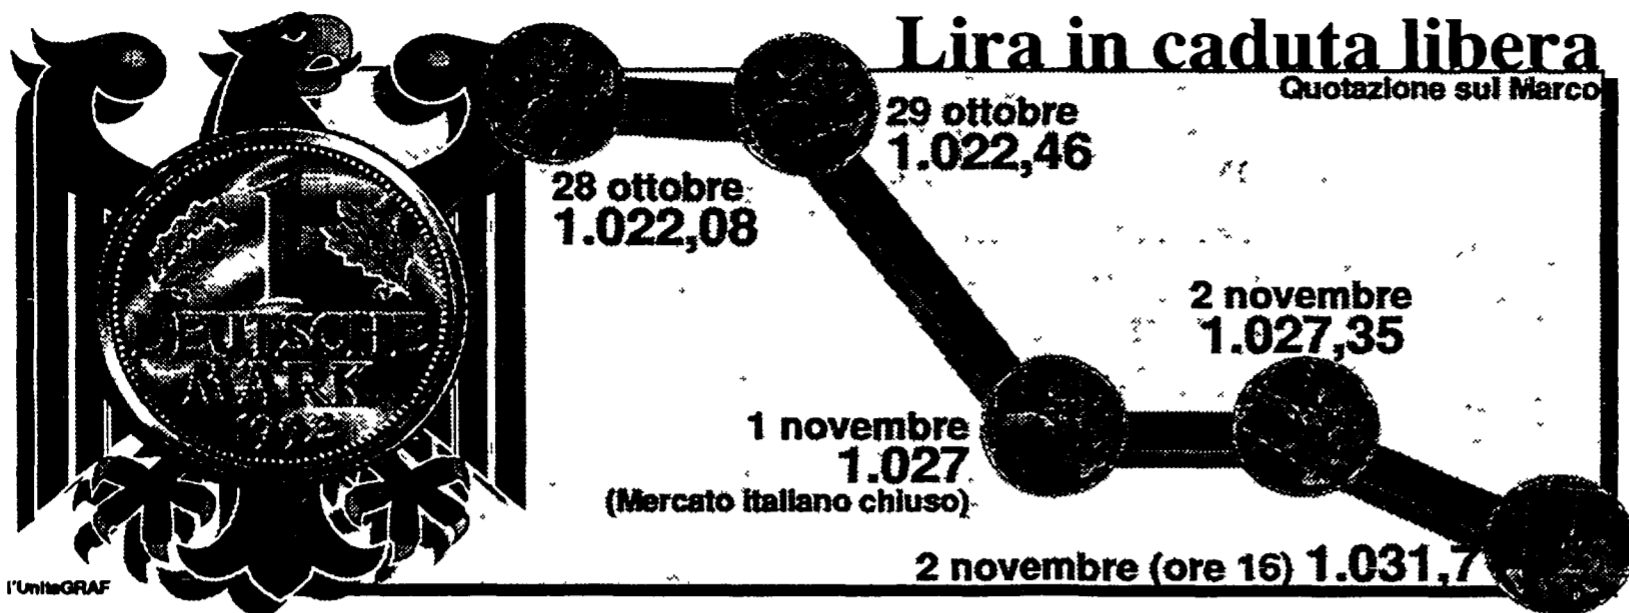 Lira in caduta libera
Quotazione sul Marco
28 ottobre
1.022,08
29 ottobre
1.022,46
1 novembre
1.027
(Mercato italiano chiuso)
2 novembre
1.027,35
2 novembre (ore 16) 1.031,7
DEUTSCHE
MARK
l'UnitàGRAF